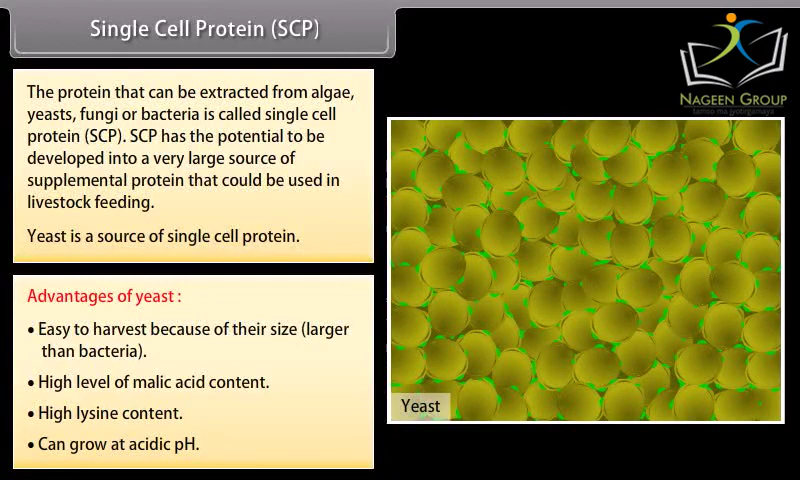 Single Cell Protein (SCP)
NAGEEN GROUP
tamso ma jyotirgamaya
The protein that can be extracted from algae,
yeasts, fungi or bacteria is called single cell
protein (SCP). SCP has the potential to be
developed into a very large source of
supplemental protein that could be used in
livestock feeding.
Yeast is a source of single cell protein.
Advantages of yeast :
• Easy to harvest because of their size (larger
than bacteria).
• High level of malic acid content.
• High lysine content.
• Can grow at acidic pH.
Yeast